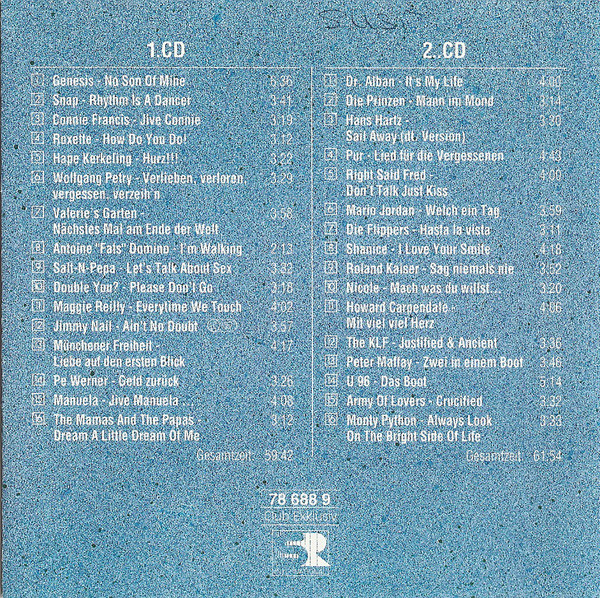 1.CD
1 Genesis - No Son Of Mine 6:36
2 Snap - Rhythm Is A Dancer 3:41
3 Connie Francis - Jive Connie 3:19
4 Roxette - How Do You Do! 3:12
5 Hape Kerkeling - Hurz!!! 3:23
6 Wolfgang Petry - Verlieben, verloren, 3:29
vergessen, verzeih'n
7 Valerie's Garten - 3:58
Nächstes Mal am Ende der Welt
8 Antoine "Fats" Domino - I'm Walking 2:13
9 Salt-N-Pepa - Let's Talk About Sex 3:32
10 Double You? - Please Don't Go 3:18
11 Maggie Reilly - Everytime We Touch 4:02
12 Jimmy Nail - Ain't No Doubt 3:57
13 Münchener Freiheit - 4:17
Liebe auf den ersten Blick
14 Pe Werner - Geld zurück 3:26
15 Manuela - Jive Manuela... 4:08
16 The Mamas And The Papas - 3:12
Dream A Little Dream Of Me
Gesamtzeit: 59:42
2..CD
1 Dr. Alban - It's My Life 4:00
2 Die Prinzen - Mann im Mond 3:14
3 Hans Hartz - 3:20
Sail Away (dt. Version)
4 Pur - Lied für die Vergessenen 4:43
5 Right Said Fred - 4:00
Don't Talk Just Kiss
6 Mario Jordan - Welch ein Tag 3:59
7 Die Flippers - Hasta la vista 3:11
8 Shanice - I Love Your Smile 4:18
9 Roland Kaiser - Sag niemals nie 3:52
10 Nicole - Mach was du willst... 3:20
11 Howard Carpendale -
Mit viel viel Herz
12 The KLF - Justified & Ancient 3:36
13 Peter Maffay - Zwei in einem Boot 3:46
14 U 96 - Das Boot 5:14
15 Army Of Lovers - Crucified 3:32
16 Monty Python - Always Look 3:33
On The Bright Side Of Life
Gesamtzeit: 61:54
78 688 9
Club-Exklusiv